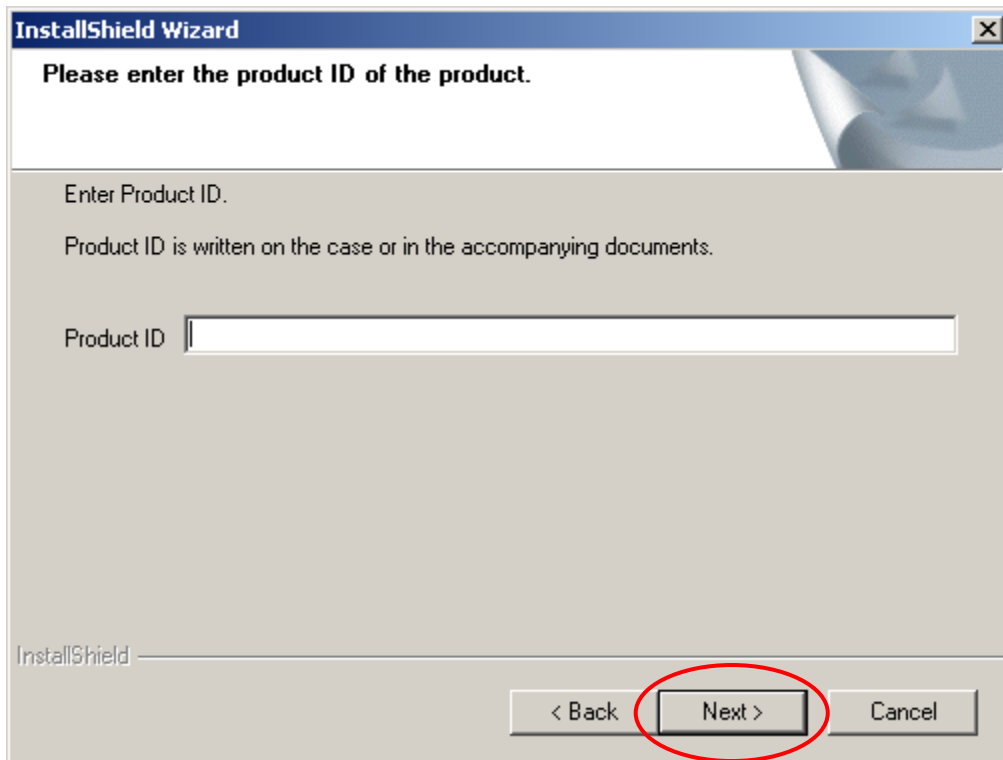 InstallShield Wizard
Please enter the product ID of the product.
Enter Product ID.
Product ID is written on the case or in the accompanying documents.
Product ID
InstallShield
< Back Next > Cancel